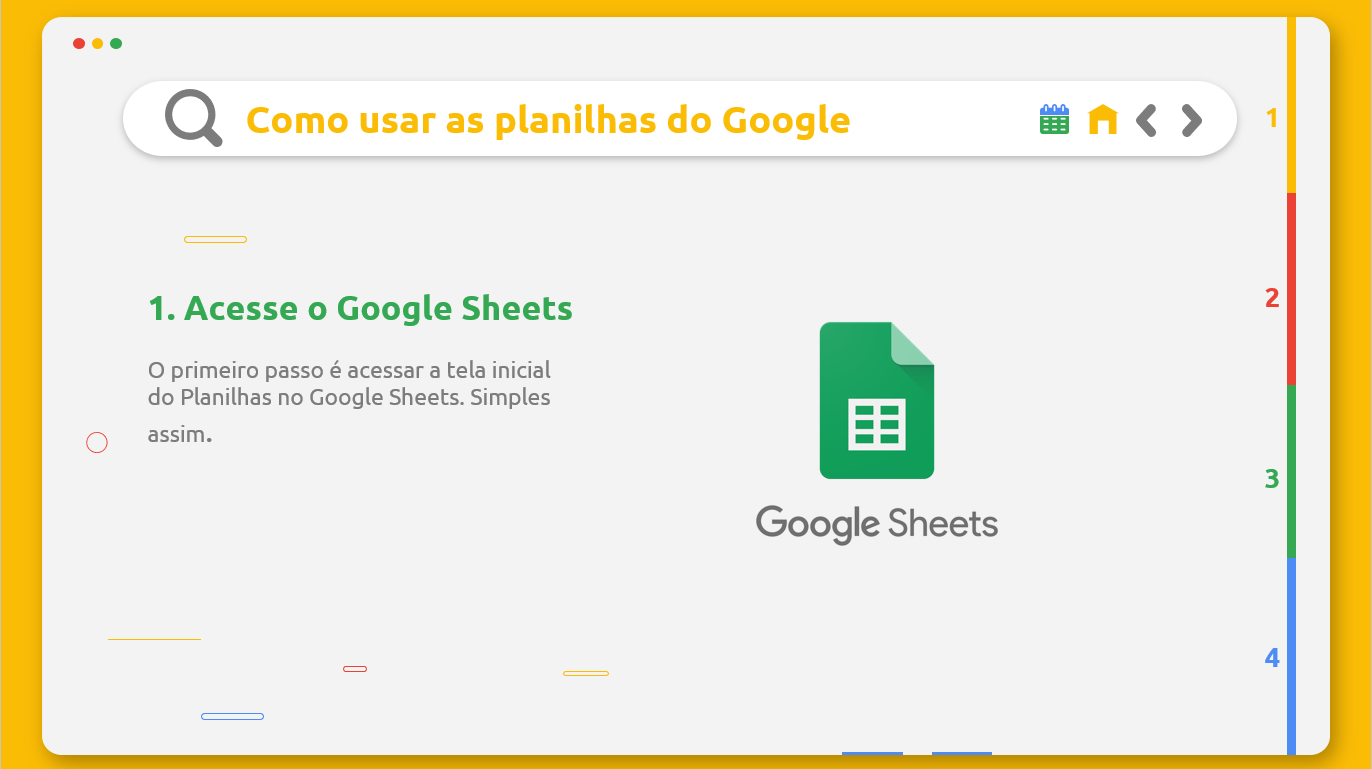 Como usar as planilhas do Google
1
1. Acesse o Google Sheets
2
O primeiro passo é acessar a tela inicial
do Planilhas no Google Sheets. Simples
assim.
3
Google Sheets
4